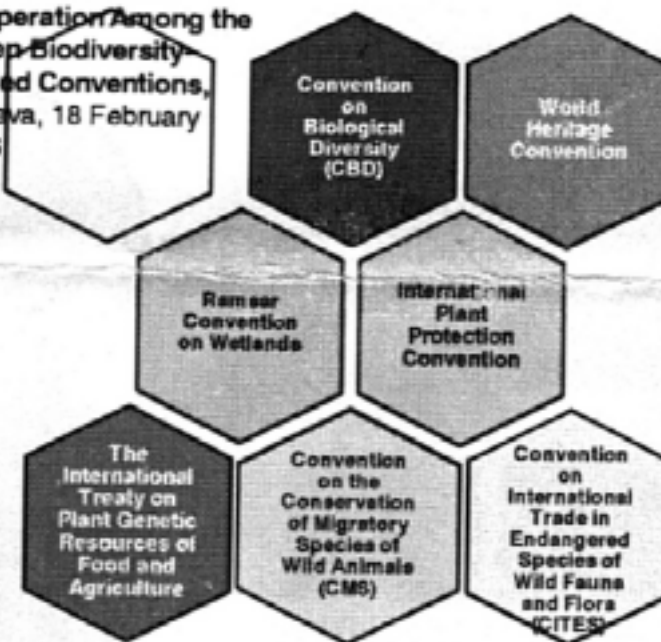 peration Among the
en Biodiversity-
ed Conventions,
eva, 18 February
Convention
on
Biological
Diversity
(CBD)
World
Heritage
Convention
Ramsar
Convention
on Wetlands
International
Plant
Protection
Convention
The
International
Treaty on
Plant Genetic
Resources of
Food and
Agriculture
Convention
on the
Conservation
of Migratory
Species of
Wild Animals
(CMS)
Convention
on
International
Trade in
Endangered
Species of
Wild Fauna
and Flora
(CITES)